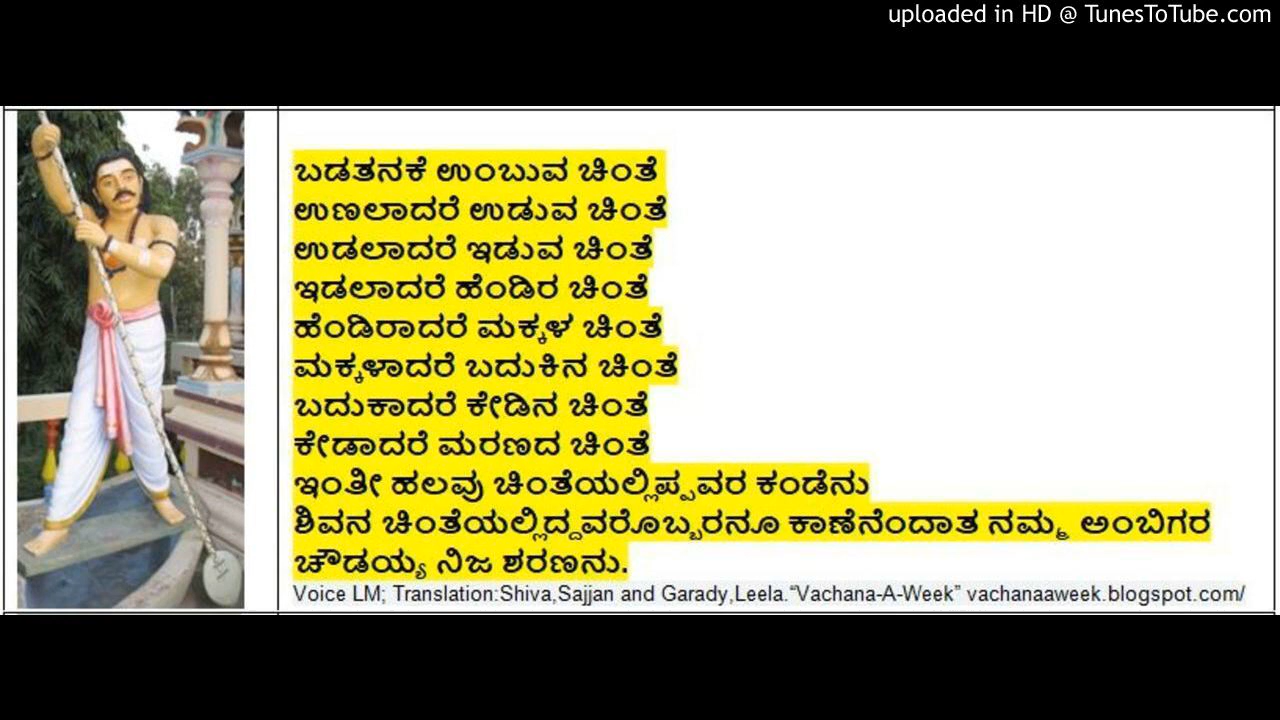 uploaded in HD @ TunesToTube.com
ಬಡತನಕೆ ಉಂಬುವ ಚಿಂತೆ
ಉಣಲಾದರೆ ಉಡುವ ಚಿಂತೆ
ಉಡಲಾದರೆ ಇಡುವ ಚಿಂತೆ
ಇಡಲಾದರೆ ಹೆಂಡಿರ ಚಿಂತೆ
ಹೆಂಡಿರಾದರೆ ಮಕ್ಕಳ ಚಿಂತೆ
ಮಕ್ಕಳಾದರೆ ಬದುಕಿನ ಚಿಂತೆ
ಬದುಕಾದರೆ ಕೇಡಿನ ಚಿಂತೆ
ಕೇಡಾದರೆ ಮರಣದ ಚಿಂತೆ
ಇಂತೀ ಹಲವು ಚಿಂತೆಯಲ್ಲಿಪ್ಪವರ ಕಂಡೆನು
ಶಿವನ ಚಿಂತೆಯಲ್ಲಿದ್ದವರೊಬ್ಬರನೂ ಕಾಣೆನೆಂದಾತ ನಮ್ಮ ಅಂಬಿಗರ
ಚೌಡಯ್ಯ ನಿಜ ಶರಣನು.
Voice LM; Translation:Shiva,Sajjan and Garady,Leela.“Vachana-A-Week” vachanaaweek.blogspot.com/